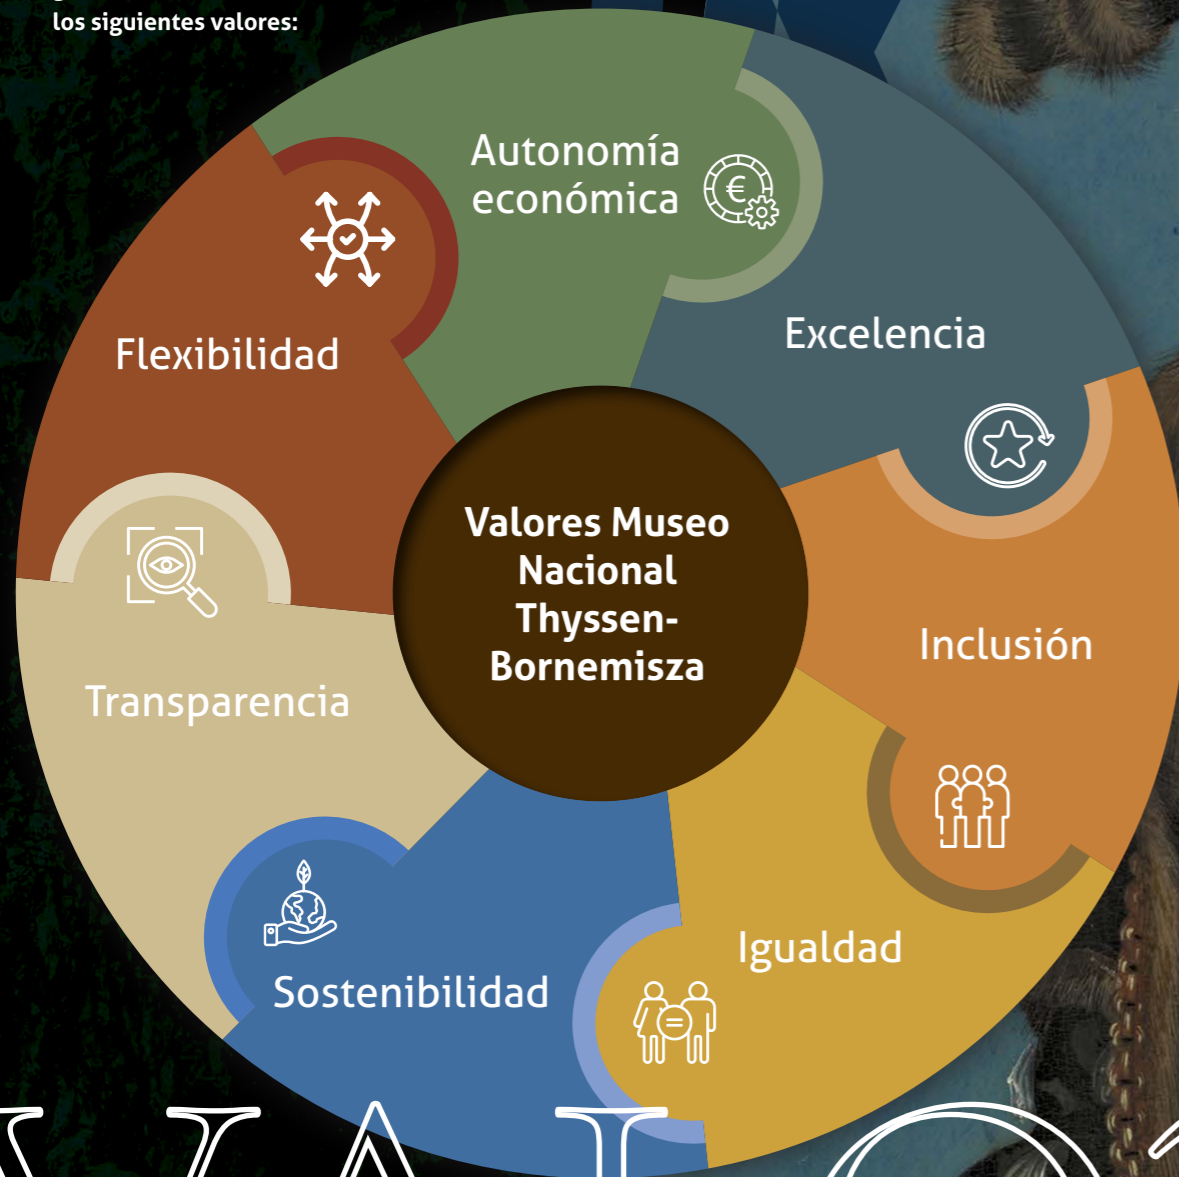 los siguientes valores:
Autonomía
económica
€
Excelencia
Flexibilidad
Valores Museo
Nacional
Thyssen-
Bornemisza
Inclusión
Transparencia
Igualdad
=
Sostenibilidad